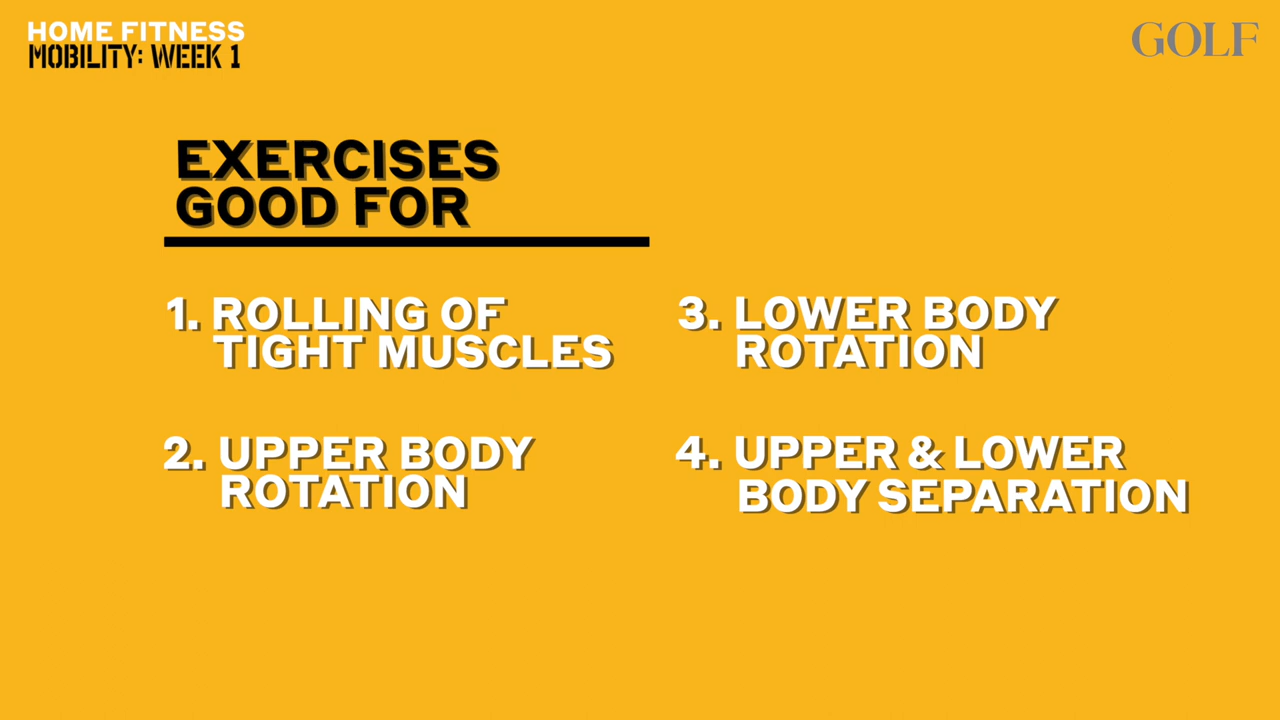 HOME FITNESS
MOBILITY: WEEK 1
GOLF
EXERCISES
GOOD FOR
1. ROLLING OF
TIGHT MUSCLES
2. UPPER BODY
ROTATION
3. LOWER BODY
ROTATION
4. UPPER & LOWER
BODY SEPARATION